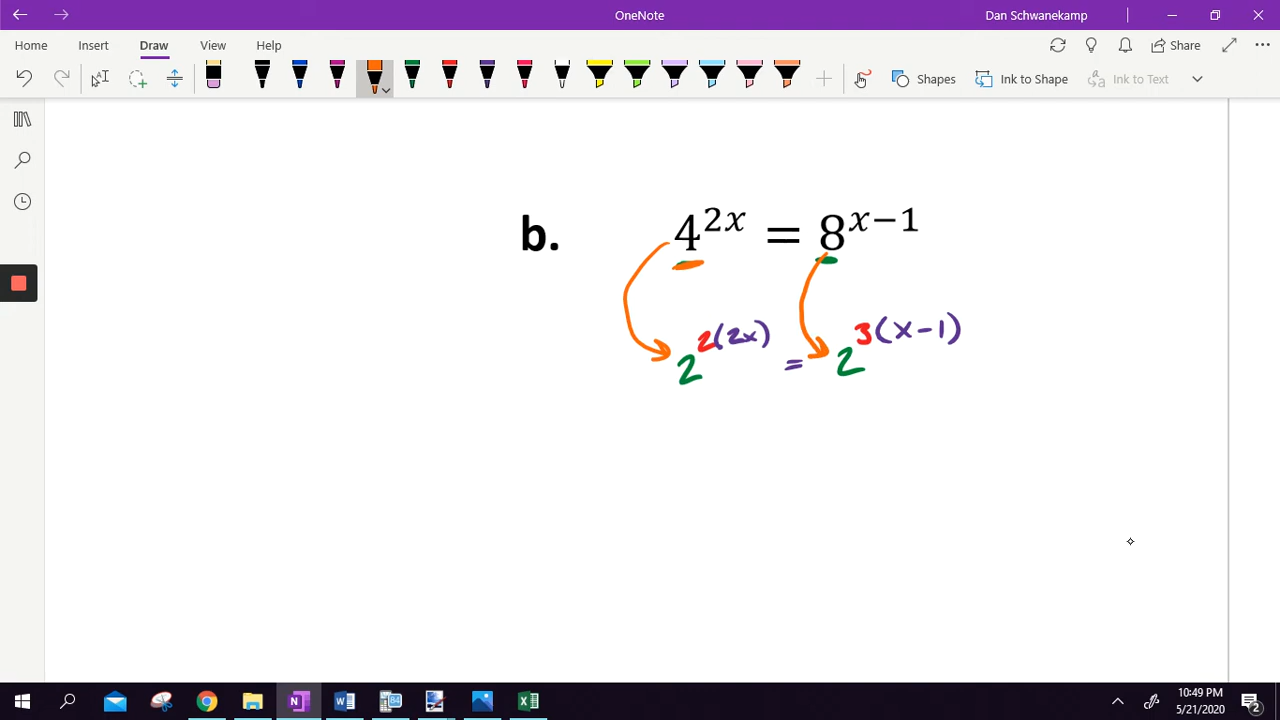 OneNote
Dan Schwanekamp
Home Insert Draw View Help
Share
Shapes
Ink to Shape
Ink to Text
b. 4^{2x} = 8^{x−1}
2^{2(2x)} = 2^{3(x-1)}
10:49 PM
5/21/2020
2